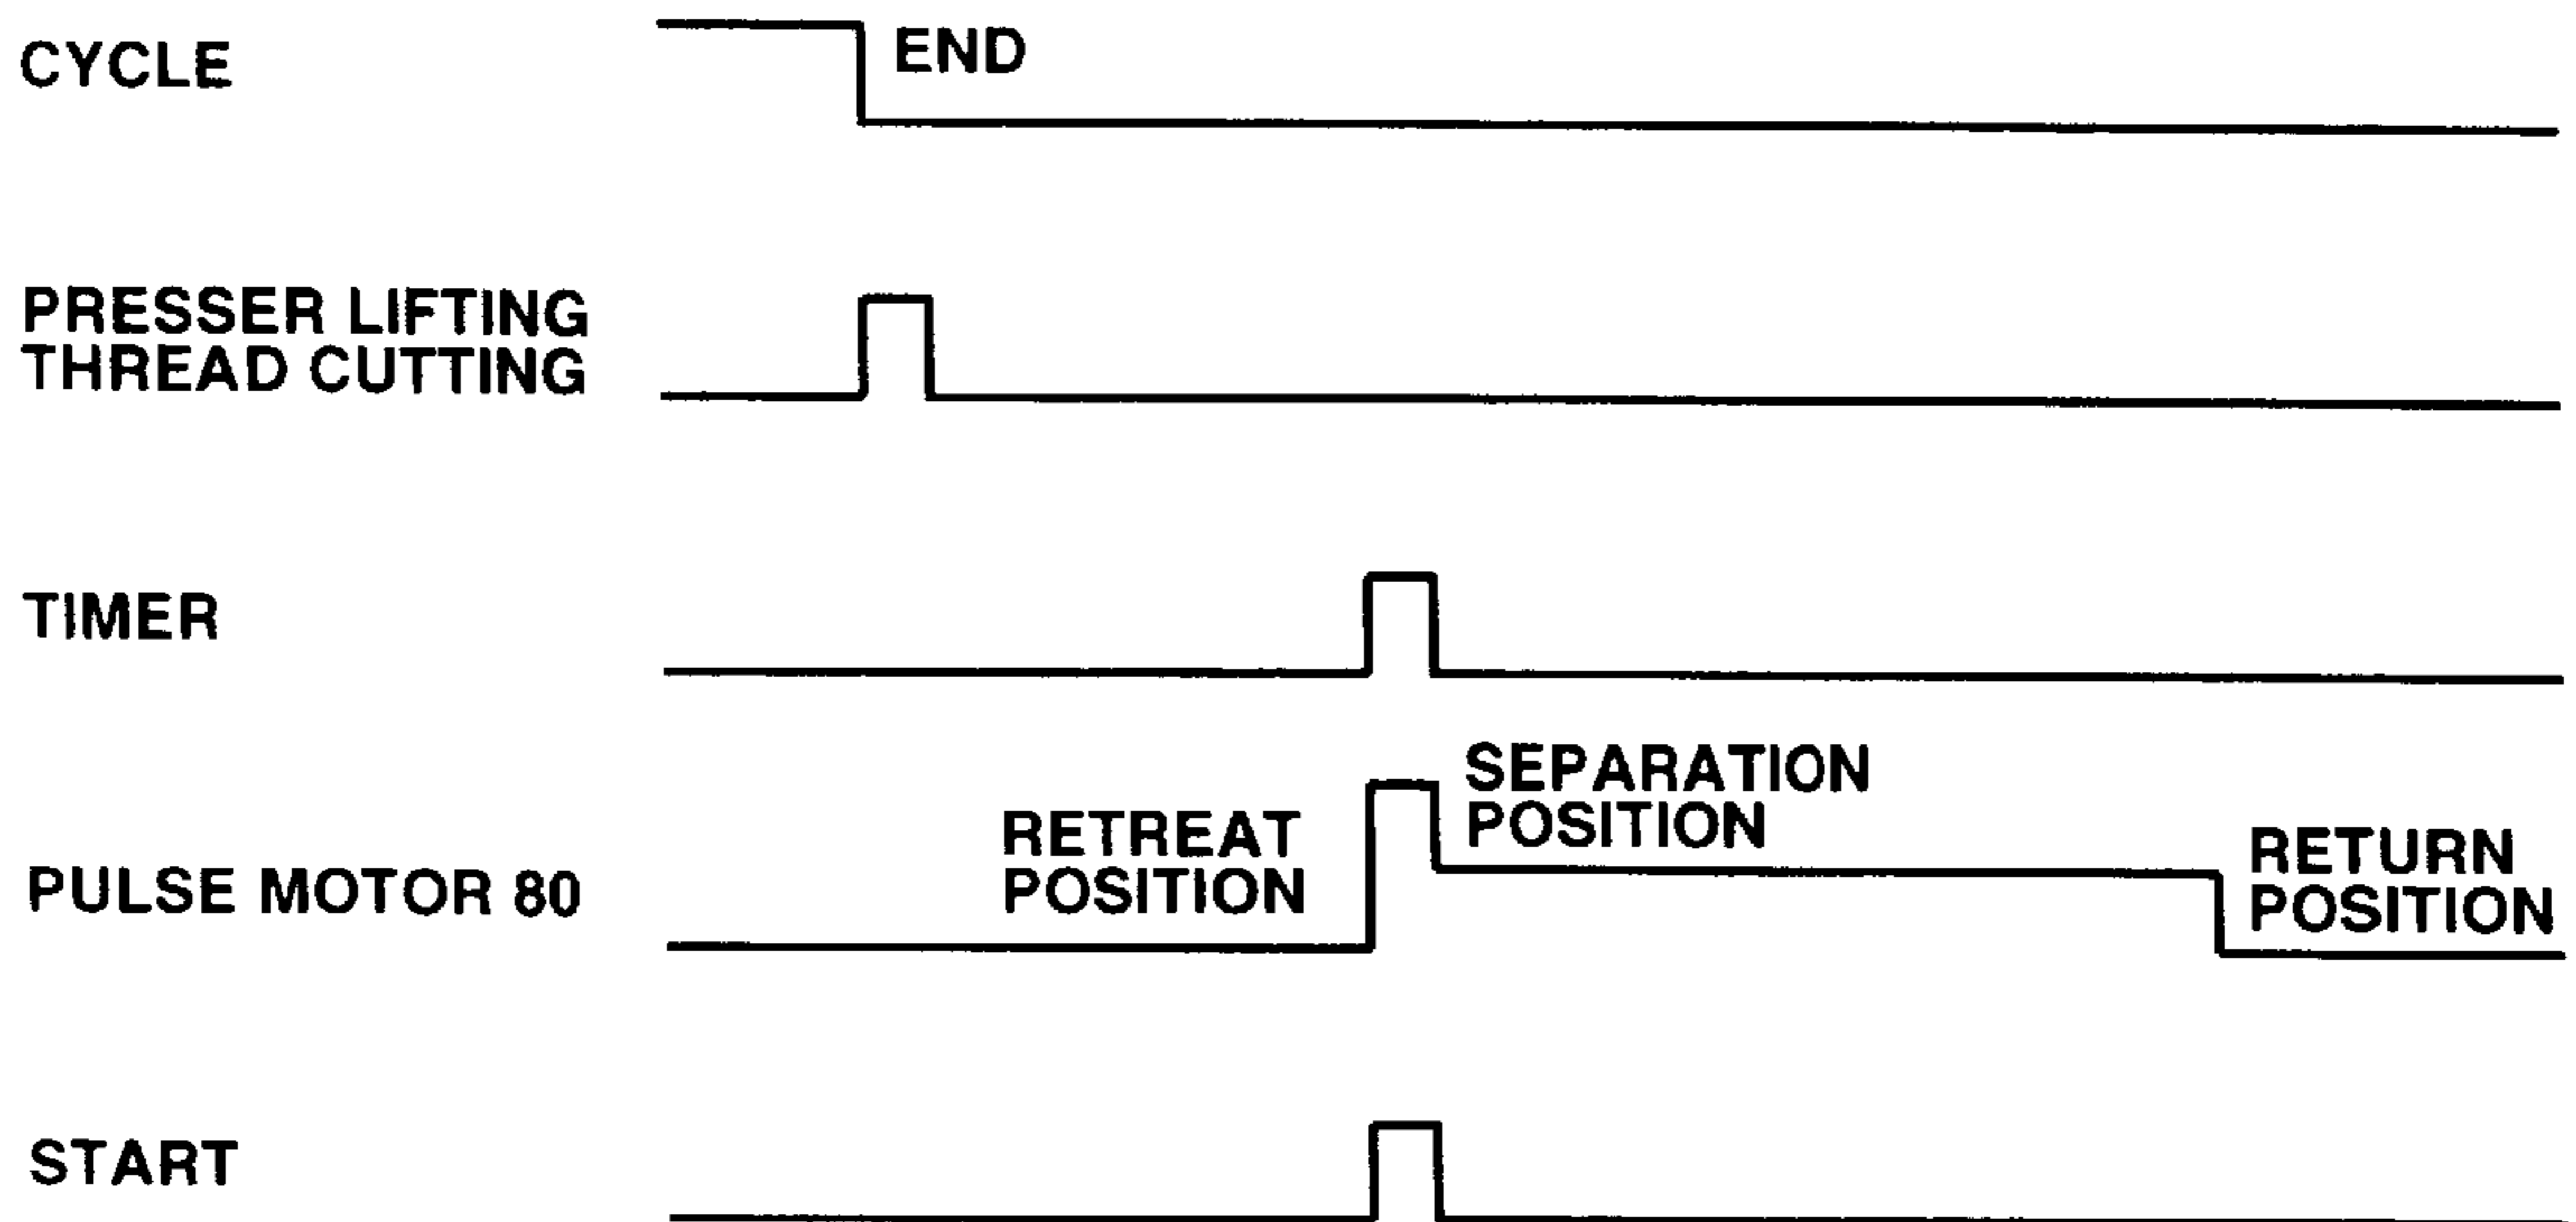 CYCLE
END
PRESSER LIFTING
THREAD CUTTING
TIMER
PULSE MOTOR 80
RETREAT
POSITION
SEPARATION
POSITION
RETURN
POSITION
START